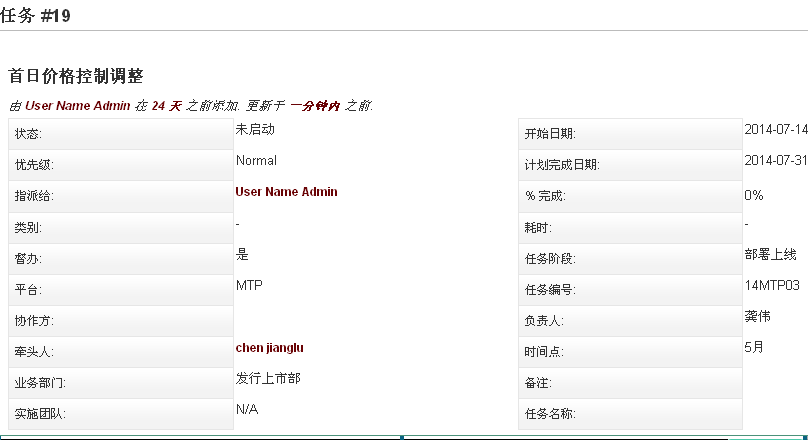 任务 #19
首日价格控制调整
由 User Name Admin 在 24 天 之前添加. 更新于 一分钟内 之前.
状态: 未启动 开始日期: 2014-07-14
优先级: Normal 计划完成日期: 2014-07-31
指派给: User Name Admin % 完成: 0%
类别: - 耗时: -
督办: 是 任务阶段: 部署上线
平台: MTP 任务编号: 14MTP03
协作方: 负责人: 龚伟
牵头人: chen jianglu 时间点: 5月
业务部门: 发行上市部 备注:
实施团队: N/A 任务名称: